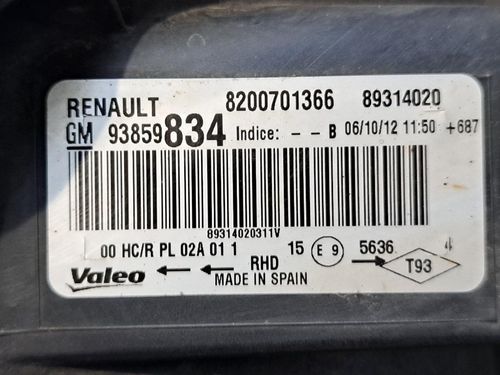 RENAULT 8200701366 89314020
GM 93859834 Indice: - - B 06/10/12 11:50 +687
89314020311V
00 HC/R PL 02A 01 1 15 E 9 5636 4
Valeo RHD T93
MADE IN SPAIN